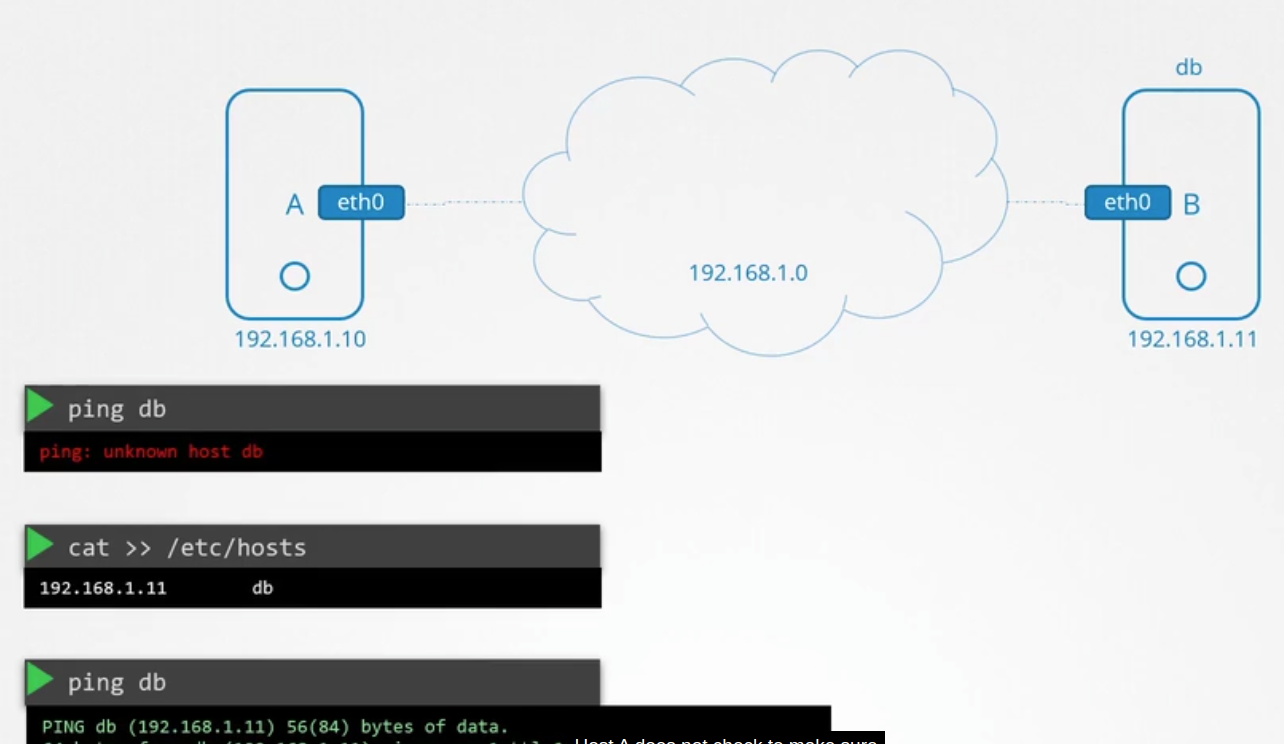 db
A eth0
eth0 B
192.168.1.0
192.168.1.10
192.168.1.11
ping db
ping: unknown host db
cat >> /etc/hosts
192.168.1.11 db
ping db
PING db (192.168.1.11) 56(84) bytes of data.
Host A does not check to make sure